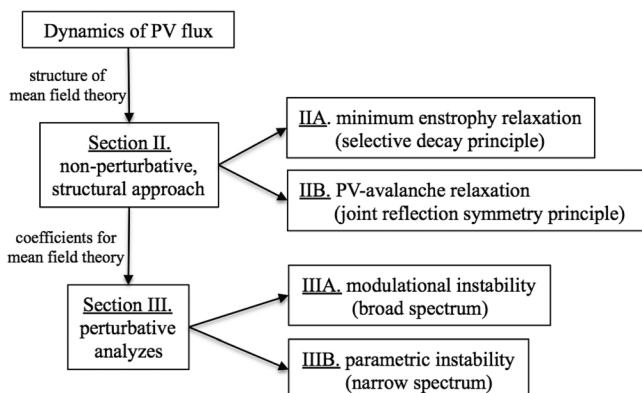 Dynamics of PV flux
structure of
mean field theory
Section II.
non-perturbative,
structural approach
IIA. minimum enstrophy relaxation
(selective decay principle)
IIB. PV-avalanche relaxation
(joint reflection symmetry principle)
coefficients for
mean field theory
Section III.
perturbative
analyzes
IIIA. modulational instability
(broad spectrum)
IIIB. parametric instability
(narrow spectrum)